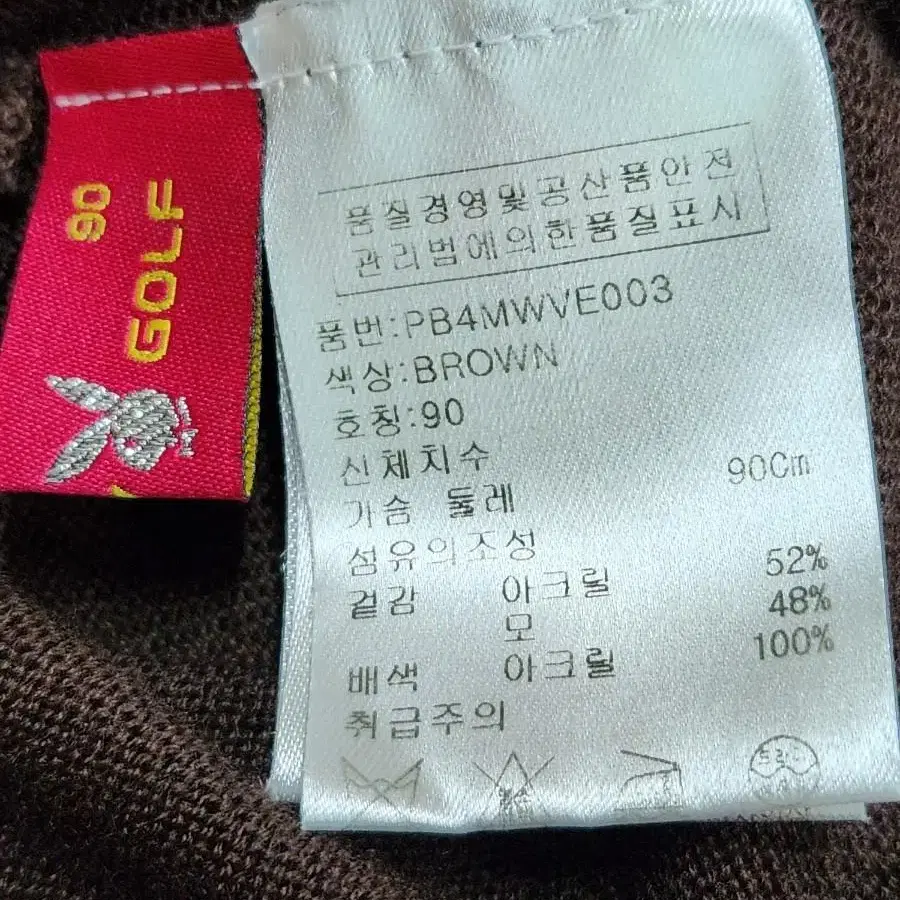 90
GOLF
품질경영및공산품안전
관리법에의한품질표시
품번:PB4MWVE003
색상:BROWN
호칭:90
신체치수
가슴 둘레 90Cm
섬유의조성
겉감 아크릴 52%
모 48%
배색 아크릴 100%
취급주의
드라이